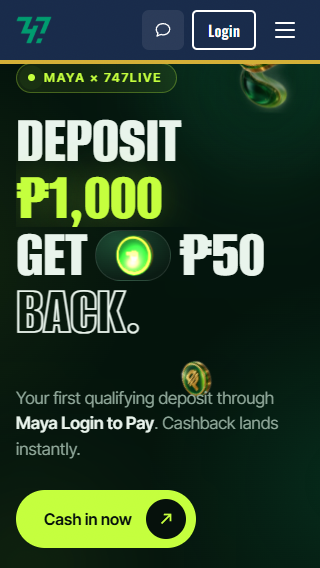 747
Login
MAYA × 747LIVE
DEPOSIT
₱1,000
GET ₱50
BACK.
Your first qualifying deposit through
Maya Login to Pay. Cashback lands
instantly.
Cash in now